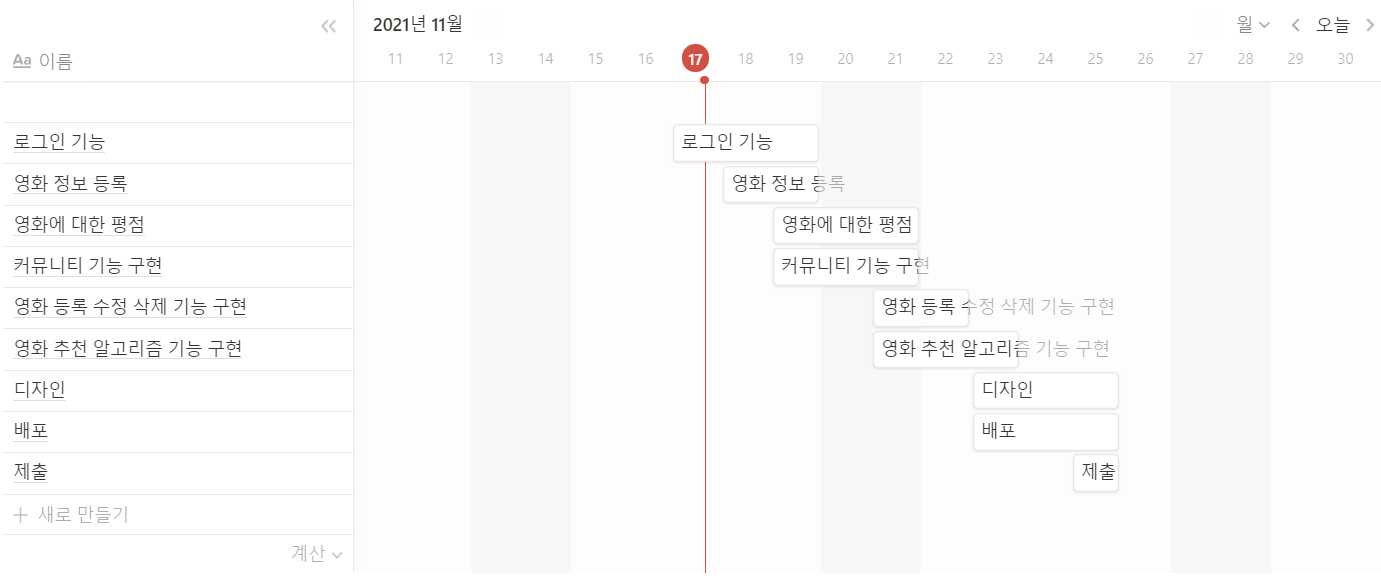 2021년 11월
월 오늘
Aa 이름
11 12 13 14 15 16 17 18 19 20 21 22 23 24 25 26 27 28 29 30
로그인 기능 로그인 기능
영화 정보 등록 영화 정보 등록
영화에 대한 평점 영화에 대한 평점
커뮤니티 기능 구현 커뮤니티 기능 구현
영화 등록 수정 삭제 기능 구현 영화 등록 수정 삭제 기능 구현
영화 추천 알고리즘 기능 구현 영화 추천 알고리즘 기능 구현
디자인 디자인
배포 배포
제출 제출
+ 새로 만들기
계산